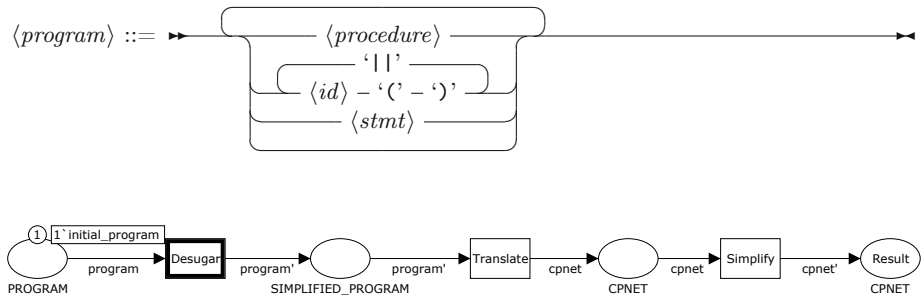 ⟨program⟩ ::= ⟨procedure⟩
‘||’
⟨id⟩ – ‘(’ – ‘)’
⟨stmt⟩
1 1`initial_program
Desugar Translate Simplify Result
program program' program' cpnet cpnet cpnet'
PROGRAM SIMPLIFIED_PROGRAM CPNET CPNET